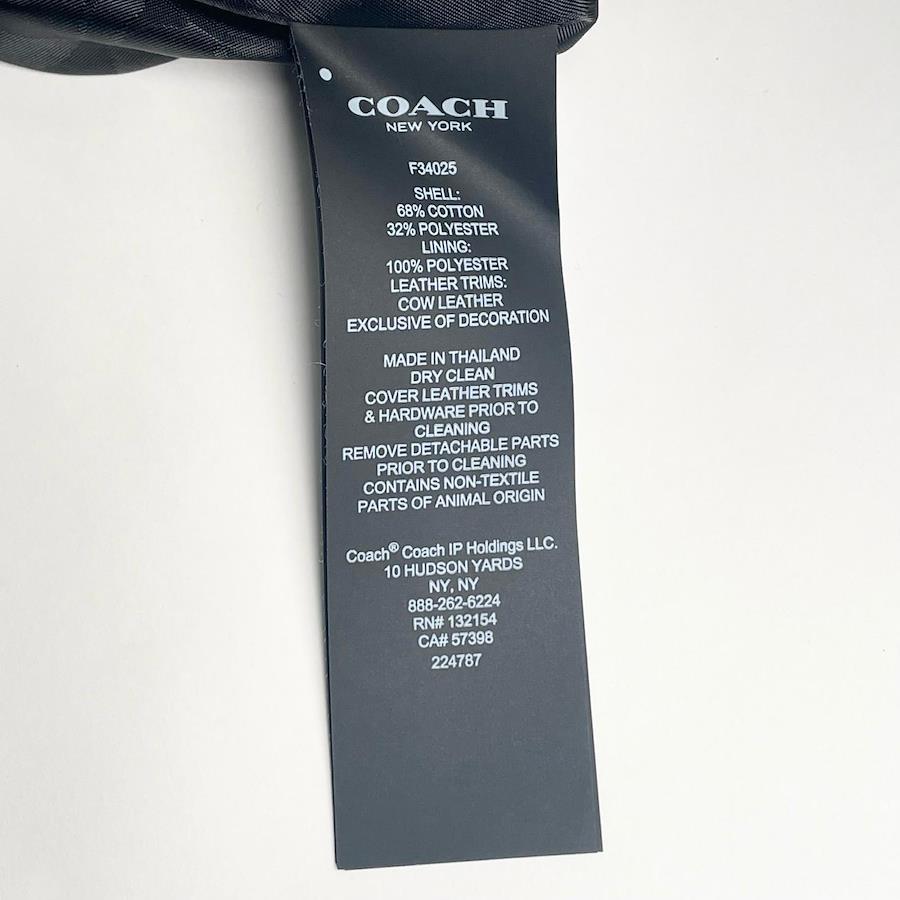 COACH
NEW YORK
F34025
SHELL:
68% COTTON
32% POLYESTER
LINING:
100% POLYESTER
LEATHER TRIMS:
COW LEATHER
EXCLUSIVE OF DECORATION
MADE IN THAILAND
DRY CLEAN
COVER LEATHER TRIMS
& HARDWARE PRIOR TO
CLEANING
REMOVE DETACHABLE PARTS
PRIOR TO CLEANING
CONTAINS NON-TEXTILE
PARTS OF ANIMAL ORIGIN
Coach® Coach IP Holdings LLC.
10 HUDSON YARDS
NY, NY
888-262-6224
RN# 132154
CA# 57398
224787